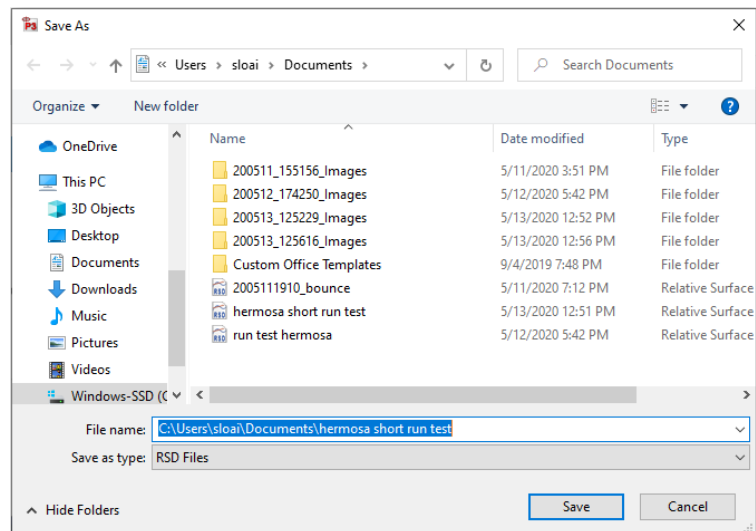 P3 Save As
« Users › sloai › Documents ›
Search Documents
Organize
New folder
?
OneDrive
This PC
3D Objects
Desktop
Documents
Downloads
Music
Pictures
Videos
Windows-SSD (C
Name Date modified Type
200511_155156_Images 5/11/2020 3:51 PM File folder
200512_174250_Images 5/12/2020 5:42 PM File folder
200513_125229_Images 5/13/2020 12:52 PM File folder
200513_125616_Images 5/13/2020 12:56 PM File folder
Custom Office Templates 9/4/2019 7:48 PM File folder
RSD 2005111910_bounce 5/11/2020 7:12 PM Relative Surface
RSD hermosa short run test 5/13/2020 12:51 PM Relative Surface
RSD run test hermosa 5/12/2020 5:42 PM Relative Surface
File name: C:\Users\sloai\Documents\hermosa short run test
Save as type: RSD Files
Hide Folders
Save
Cancel